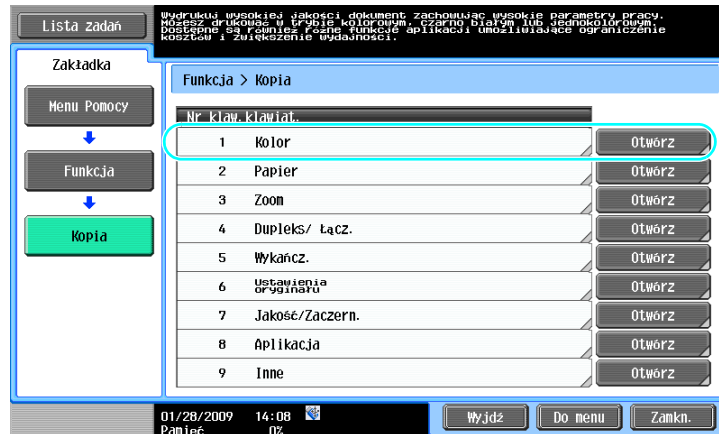 Lista zadań
Wydrukuj wysokiej jakości dokument zachowując wysokie parametry pracy.
Możesz drukować w trybie kolorowym, czarno białym lub jednokolorowym.
Dostępne są również różne funkcje aplikacji umożliwiające ograniczenie
kosztów i zwiększenie wydajności.
Zakładka
Menu Pomocy
Funkcja
Kopia
Funkcja > Kopia
Nr klaw.klawiat.
1 Kolor Otwórz
2 Papier Otwórz
3 Zoom Otwórz
4 Dupleks/ Łącz. Otwórz
5 Wykańcz. Otwórz
6 Ustawienia oryginału Otwórz
7 Jakość/Zaczern. Otwórz
8 Aplikacja Otwórz
9 Inne Otwórz
01/28/2009 14:08
Pamięć 0%
Wyjdź Do menu Zamkn.